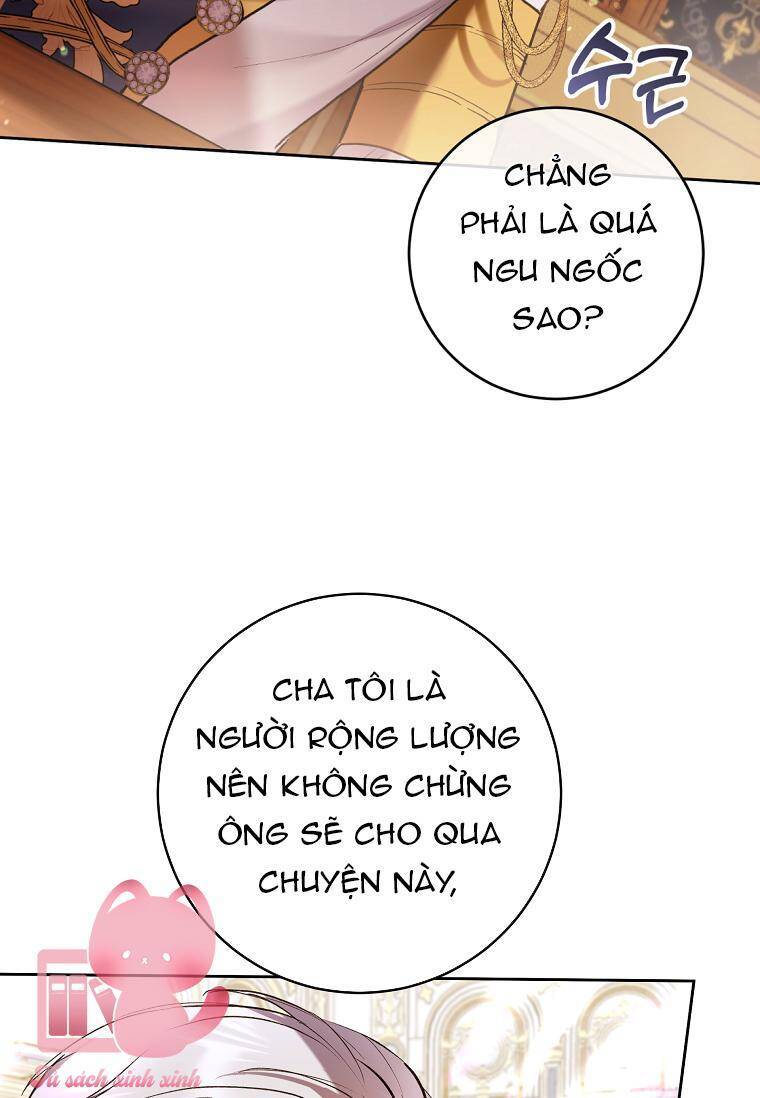 수근
CHẲNG
PHẢI LÀ QUÁ
NGU NGỐC
SAO?
CHA TÔI LÀ
NGƯỜI RỘNG LƯỢNG
NÊN KHÔNG CHỪNG
ÔNG SẼ CHO QUA
CHUYỆN NÀY,
Tủ sách xinh xinh